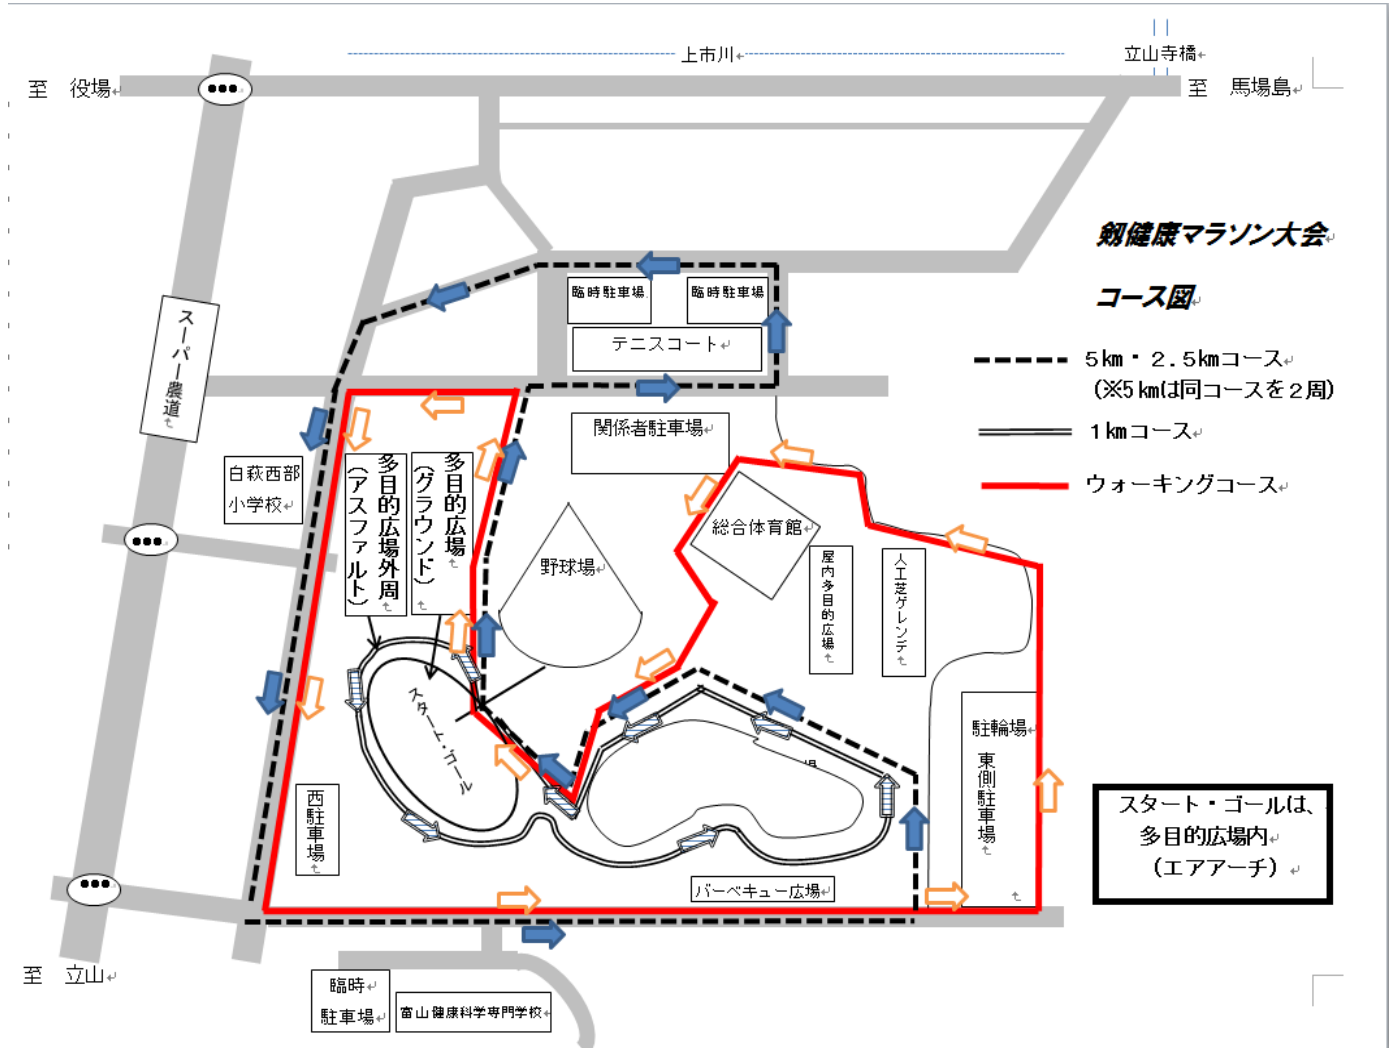 上市川
立山寺橋
至　役場
至　馬場島
剱健康マラソン大会
コース図
5km・2.5kmコース
(※5kmは同コースを２周)
1kmコース
ウォーキングコース
臨時駐車場
臨時駐車場
テニスコート
スーパー農道
関係者駐車場
白萩西部
小学校
多目的広場外周
(アスファルト)
多目的広場
(グラウンド)
野球場
総合体育館
屋内多目的広場
人工芝ゲレンデ
スタート・ゴール
駐輪場
東側駐車場
西駐車場
バーベキュー広場
スタート・ゴールは、
多目的広場内
(エアアーチ)
至　立山
臨時
駐車場
富山健康科学専門学校